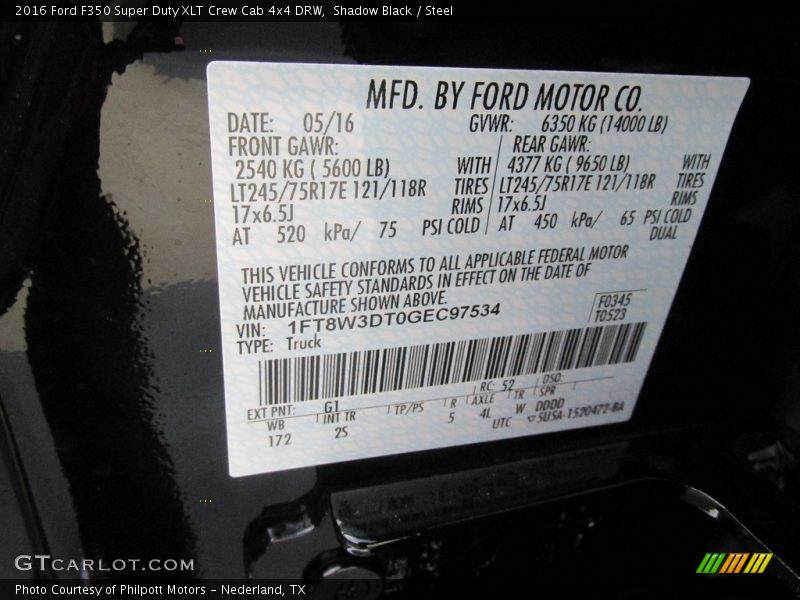 2016 Ford F350 Super Duty XLT Crew Cab 4x4 DRW,  Shadow Black / Steel
MFD. BY FORD MOTOR CO.
DATE: 05/16 GVWR: 6350 KG (14000 LB)
FRONT GAWR: REAR GAWR:
2540 KG ( 5600 LB) WITH 4377 KG ( 9650 LB) WITH
LT245/75R17E 121/118R TIRES LT245/75R17E 121/118R TIRES
17x6.5J RIMS 17x6.5J RIMS
AT 520 kPa/ 75 PSI COLD AT 450 kPa/ 65 PSI COLD
DUAL
THIS VEHICLE CONFORMS TO ALL APPLICABLE FEDERAL MOTOR
VEHICLE SAFETY STANDARDS IN EFFECT ON THE DATE OF
MANUFACTURE SHOWN ABOVE.
VIN: 1FT8W3DT0GEC97534 F0345
TYPE: Truck T0523
EXT PNT: G1 RC: 52 DSO:
WB INT TR TP/PS R AXLE TR SPR
172 2S 5 4L W DDDD
UTC ▽5U5A-1520472-BA
GTCARLOT.COM
Photo Courtesy of Philpott Motors - Nederland, TX